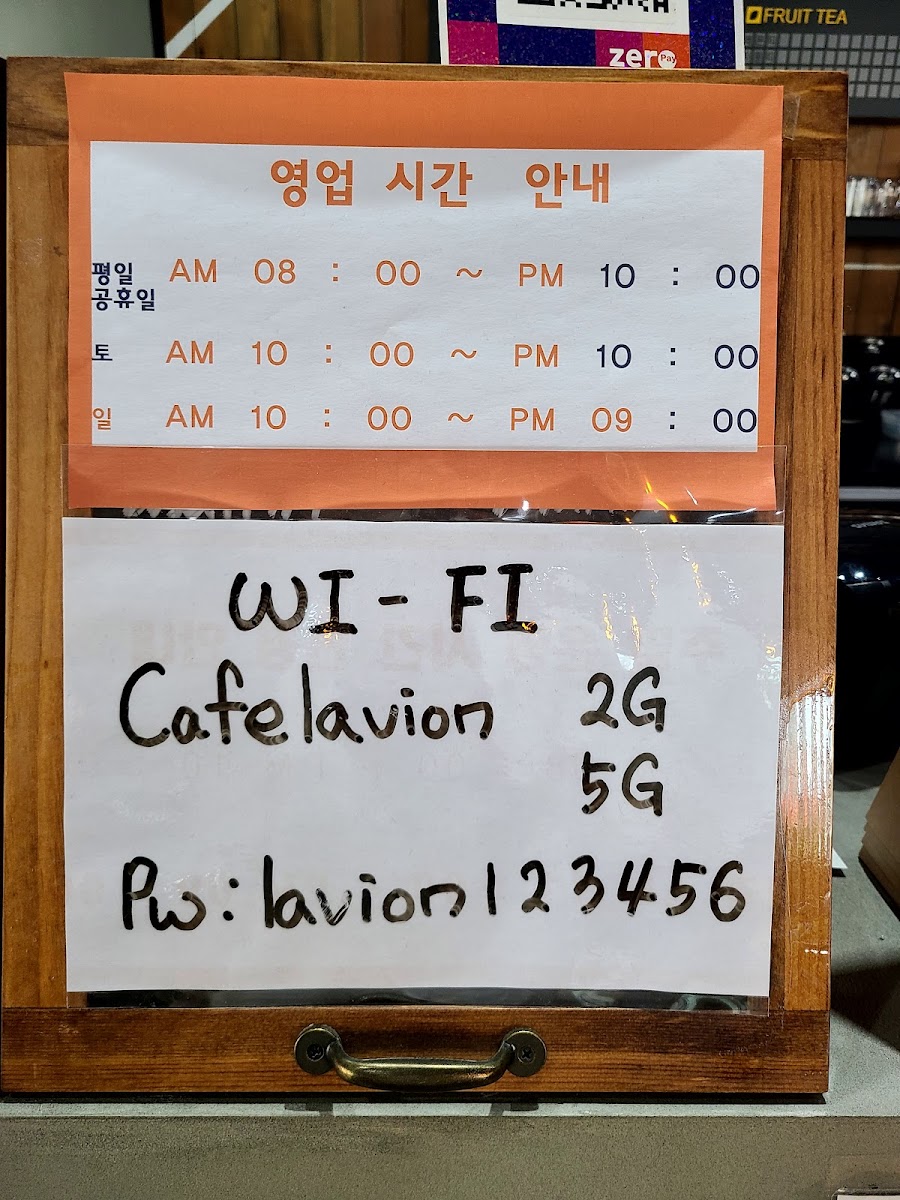 FRUIT TEA
zero Pay
영업 시간 안내
평일 AM 08 : 00 ~ PM 10 : 00
공휴일
토 AM 10 : 00 ~ PM 10 : 00
일 AM 10 : 00 ~ PM 09 : 00
WI-FI
Cafelavion 2G
5G
Pw: lavion123456